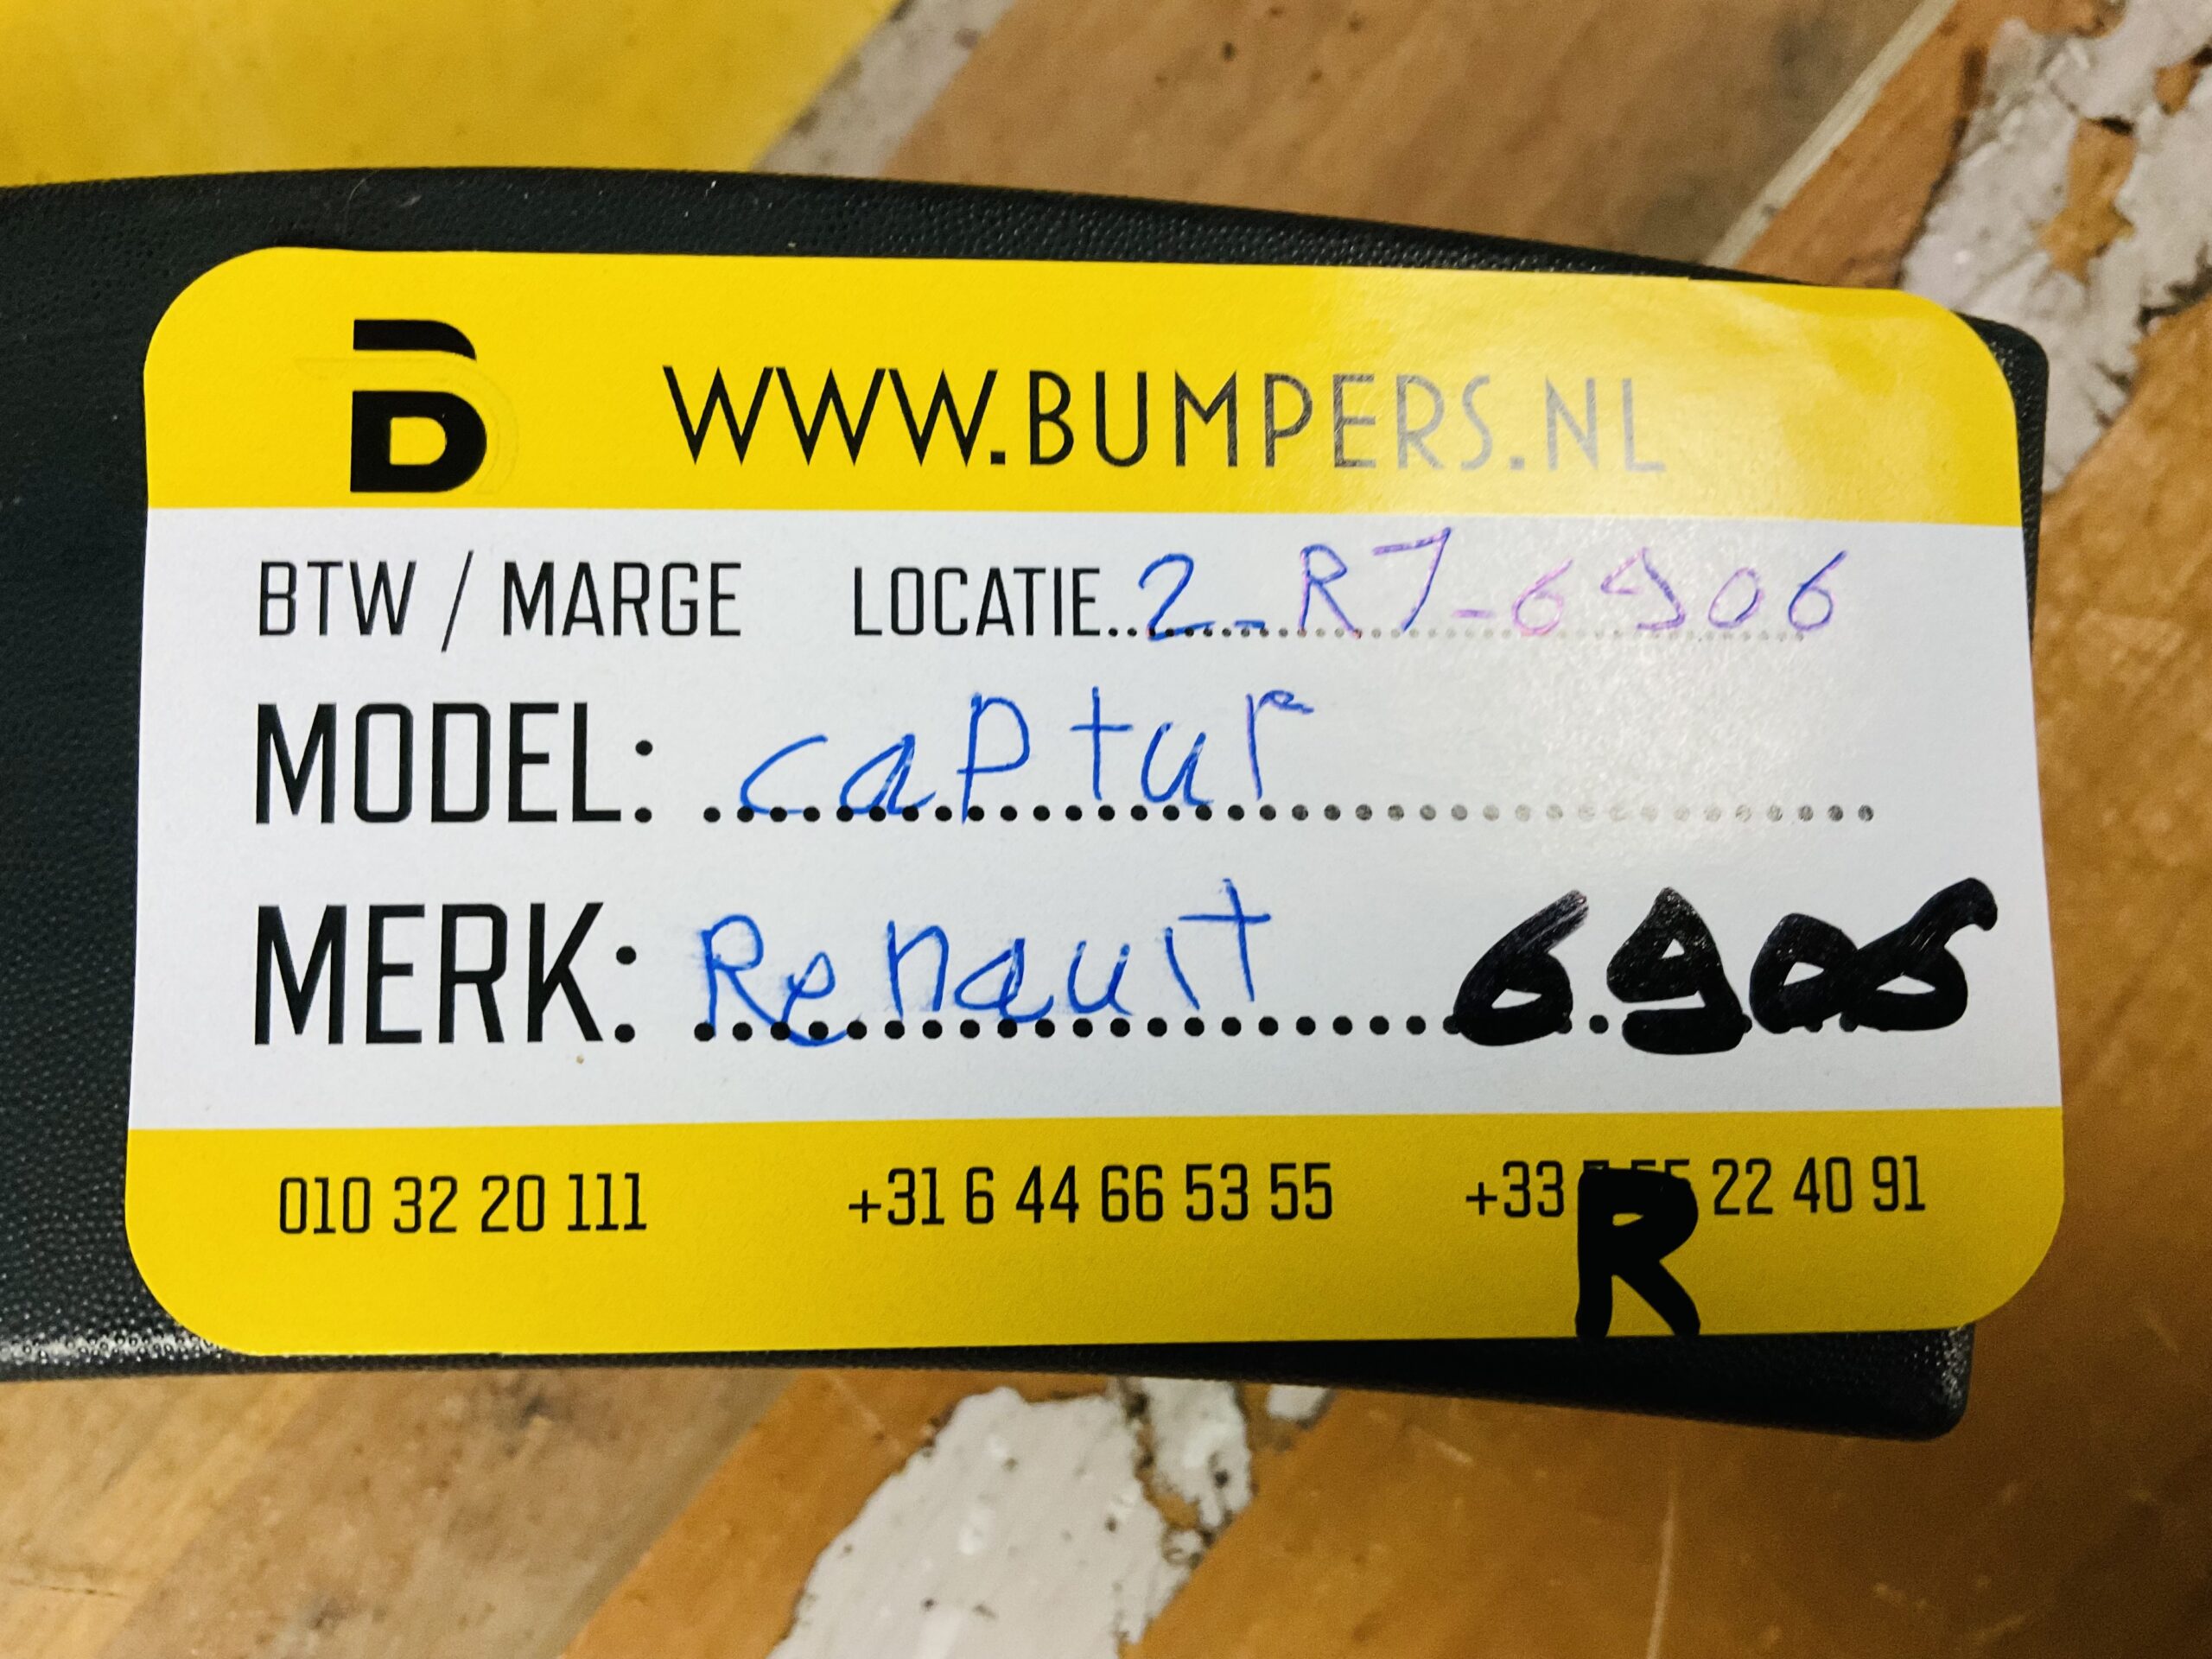 B WWW.BUMPERS.NL
BTW / MARGE LOCATIE..2-R7-6906
MODEL: captur
MERK: Renault 6906
010 32 20 111 +31 6 44 66 53 55 +33 22 40 91
R